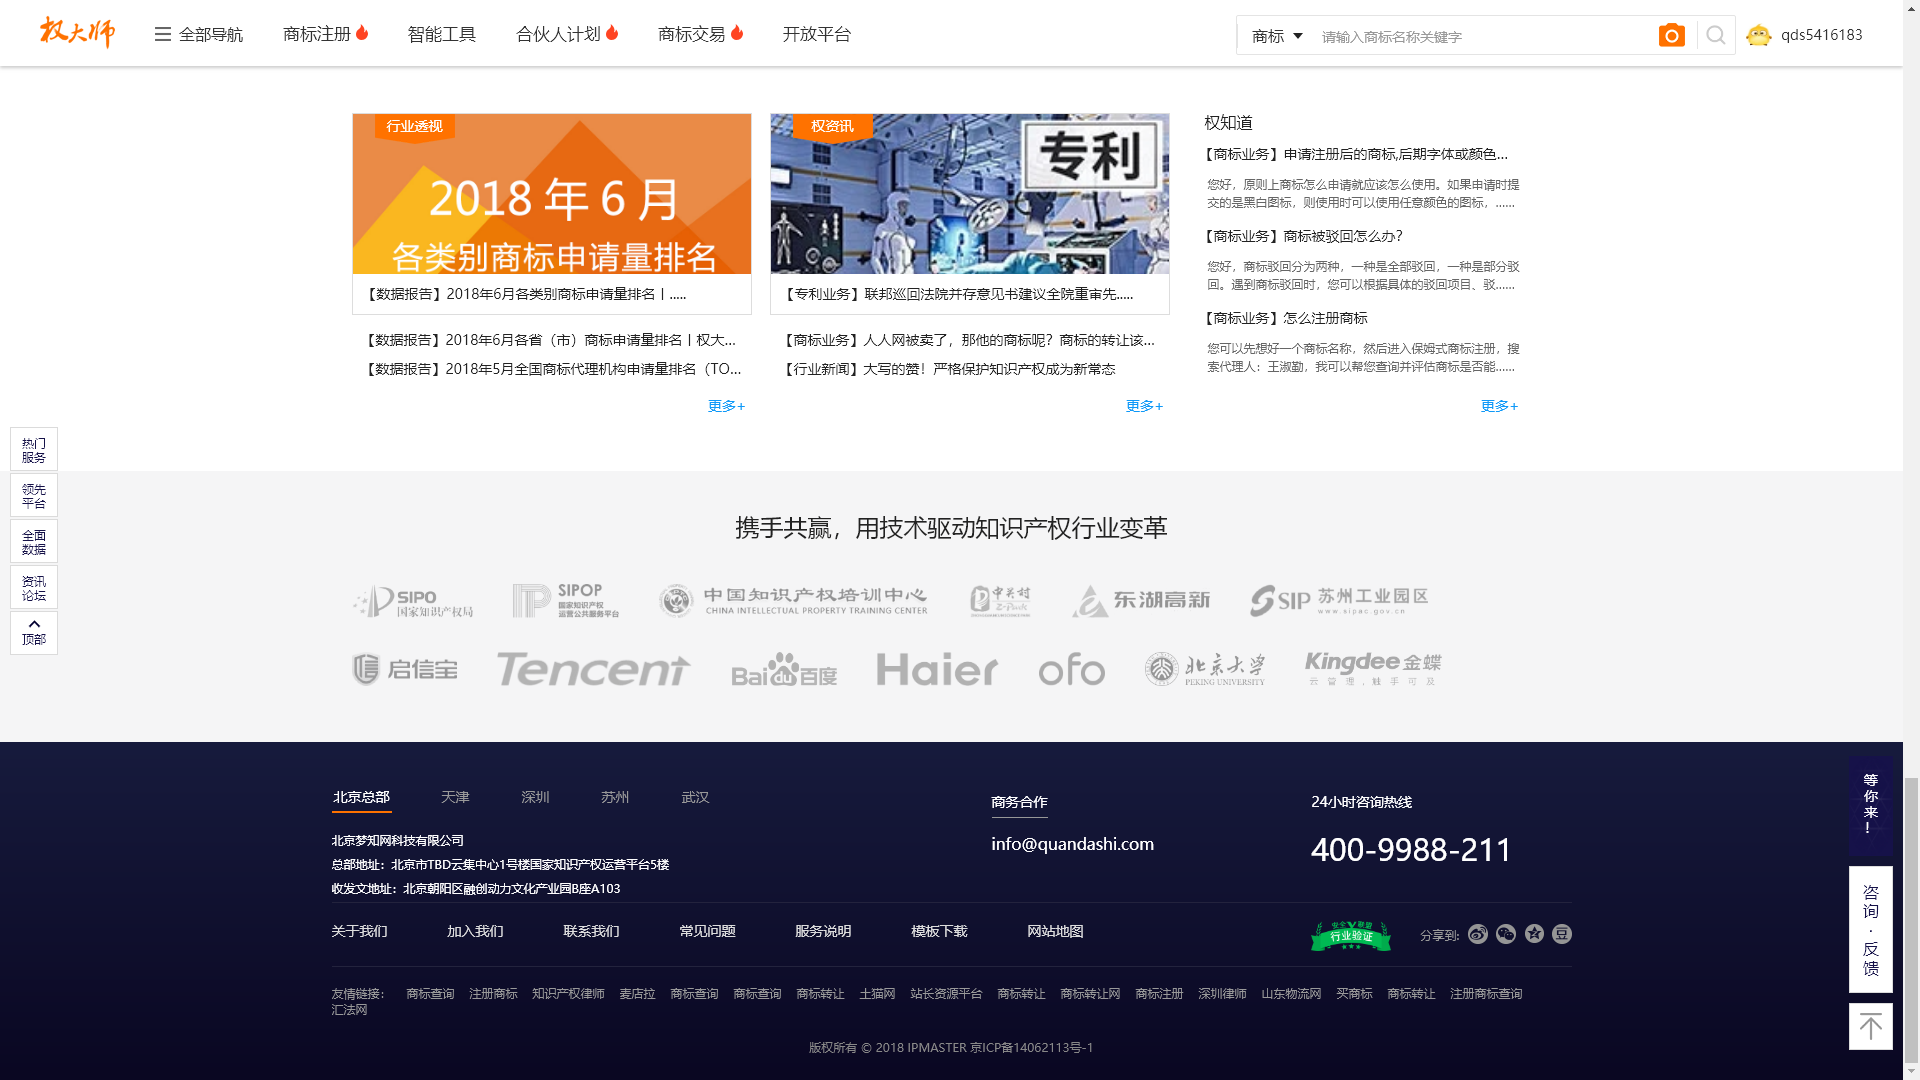 权大师
全部导航
商标注册
智能工具
合伙人计划
商标交易
开放平台
商标
请输入商标名称关键字
qds5416183
行业透视
2018 年 6 月
各类别商标申请量排名
【数据报告】2018年6月各类别商标申请量排名丨.....
【数据报告】2018年6月各省（市）商标申请量排名丨权大...
【数据报告】2018年5月全国商标代理机构申请量排名（TO...
更多+
权资讯
专利
【专利业务】联邦巡回法院并存意见书建议全院重审先.....
【商标业务】人人网被卖了，那他的商标呢？商标的转让该...
【行业新闻】大写的赞！严格保护知识产权成为新常态
更多+
权知道
【商标业务】申请注册后的商标,后期字体或颜色...
您好，原则上商标怎么申请就应该怎么使用。如果申请时提
交的是黑白图标，则使用时可以使用任意颜色的图标，......
【商标业务】商标被驳回怎么办？
您好，商标驳回分为两种，一种是全部驳回，一种是部分驳
回。遇到商标驳回时，您可以根据具体的驳回项目、驳......
【商标业务】怎么注册商标
您可以先想好一个商标名称，然后进入保姆式商标注册，搜
索代理人：王淑勤，我可以帮您查询并评估商标是否能......
更多+
热门
服务
领先
平台
全面
数据
资讯
论坛
顶部
携手共赢，用技术驱动知识产权行业变革
SIPO
国家知识产权局
SIPOP
国家知识产权
运营公共服务平台
中国知识产权培训中心
CHINA INTELLECTUAL PROPERTY TRAINING CENTER
中关村
Z-Park
东湖高新
SIP 苏州工业园区
www.sipac.gov.cn
启信宝
Tencent
Baidu百度
Haier
ofo
北京大学
PEKING UNIVERSITY
Kingdee金蝶
云管理，触手可及
北京总部
天津
深圳
苏州
武汉
北京梦知网科技有限公司
总部地址：北京市TBD云集中心1号楼国家知识产权运营平台5楼
收发文地址：北京朝阳区融创动力文化产业园B座A103
商务合作
info@quandashi.com
24小时咨询热线
400-9988-211
关于我们
加入我们
联系我们
常见问题
服务说明
模板下载
网站地图
安全联盟
行业验证
分享到:
豆
友情链接： 商标查询 注册商标 知识产权律师 麦店拉 商标查询 商标查询 商标转让 土猫网 站长资源平台 商标转让 商标转让网 商标注册 深圳律师 山东物流网 买商标 商标转让 注册商标查询
汇法网
版权所有 © 2018 IPMASTER 京ICP备14062113号-1
等
你
来
！
咨
询
·
反
馈